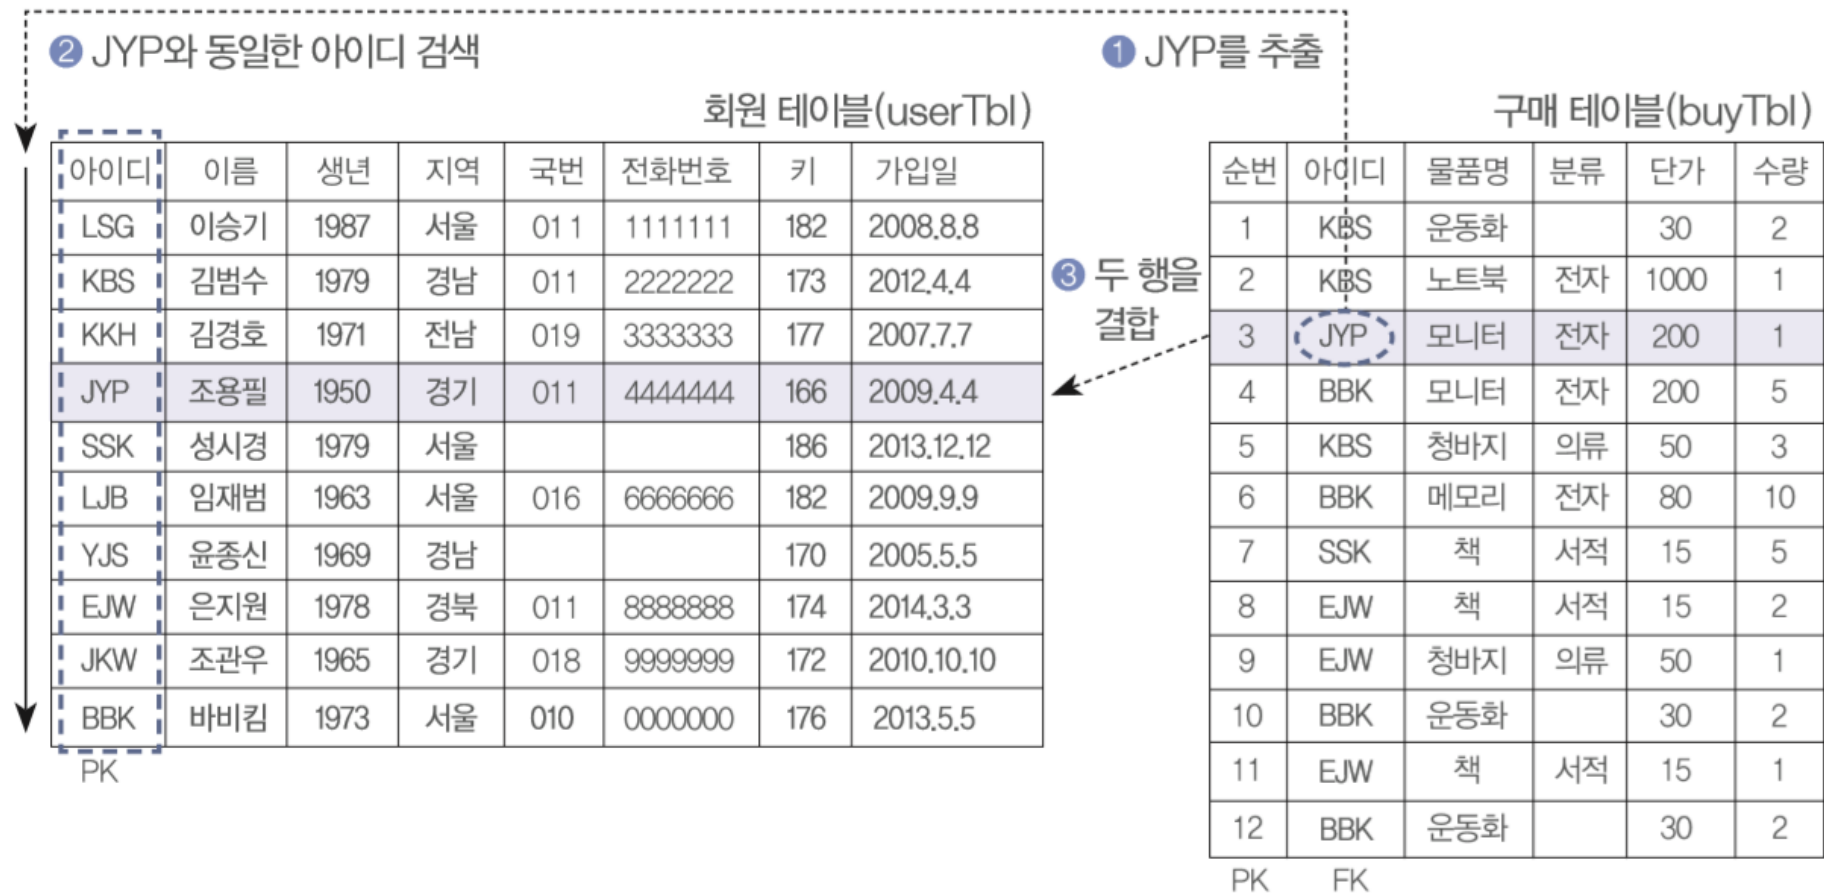 ② JYP와 동일한 아이디 검색
① JYP를 추출
회원 테이블(userTbl)
아이디 이름 생년 지역 국번 전화번호 키 가입일
LSG 이승기 1987 서울 011 1111111 182 2008.8.8
KBS 김범수 1979 경남 011 2222222 173 2012.4.4
KKH 김경호 1971 전남 019 3333333 177 2007.7.7
JYP 조용필 1950 경기 011 4444444 166 2009.4.4
SSK 성시경 1979 서울 186 2013.12.12
LJB 임재범 1963 서울 016 6666666 182 2009.9.9
YJS 윤종신 1969 경남 170 2005.5.5
EJW 은지원 1978 경북 011 8888888 174 2014.3.3
JKW 조관우 1965 경기 018 9999999 172 2010.10.10
BBK 바비킴 1973 서울 010 0000000 176 2013.5.5
PK
③ 두 행을
결합
구매 테이블(buyTbl)
순번 아이디 물품명 분류 단가 수량
1 KBS 운동화 30 2
2 KBS 노트북 전자 1000 1
3 JYP 모니터 전자 200 1
4 BBK 모니터 전자 200 5
5 KBS 청바지 의류 50 3
6 BBK 메모리 전자 80 10
7 SSK 책 서적 15 5
8 EJW 책 서적 15 2
9 EJW 청바지 의류 50 1
10 BBK 운동화 30 2
11 EJW 책 서적 15 1
12 BBK 운동화 30 2
PK FK